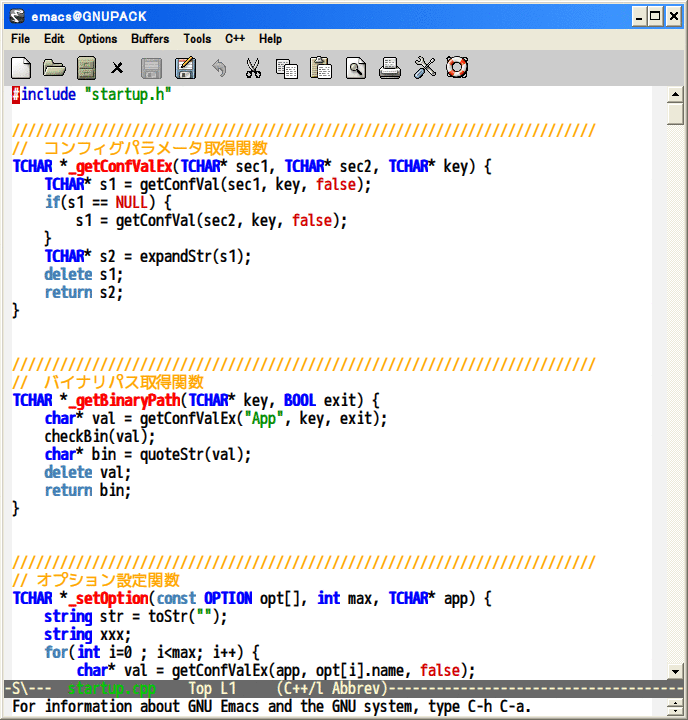 emacs@GNUPACK
File Edit Options Buffers Tools C++ Help
#include "startup.h"
/////////////////////////////////////////////////////////////////////////
//  コンフィグパラメータ取得関数
TCHAR *_getConfValEx(TCHAR* sec1, TCHAR* sec2, TCHAR* key) {
    TCHAR* s1 = getConfVal(sec1, key, false);
    if(s1 == NULL) {
        s1 = getConfVal(sec2, key, false);
    }
    TCHAR* s2 = expandStr(s1);
    delete s1;
    return s2;
}
/////////////////////////////////////////////////////////////////////////
//  バイナリパス取得関数
TCHAR *_getBinaryPath(TCHAR* key, BOOL exit) {
    char* val = getConfValEx("App", key, exit);
    checkBin(val);
    char* bin = quoteStr(val);
    delete val;
    return bin;
}
/////////////////////////////////////////////////////////////////////////
// オプション設定関数
TCHAR *_setOption(const OPTION opt[], int max, TCHAR* app) {
    string str = toStr("");
    string xxx;
    for(int i=0 ; i<max; i++) {
        char* val = getConfValEx(app, opt[i].name, false);
-S\---  startup.cpp    Top L1     (C++/l Abbrev)----------------------------------
For information about GNU Emacs and the GNU system, type C-h C-a.